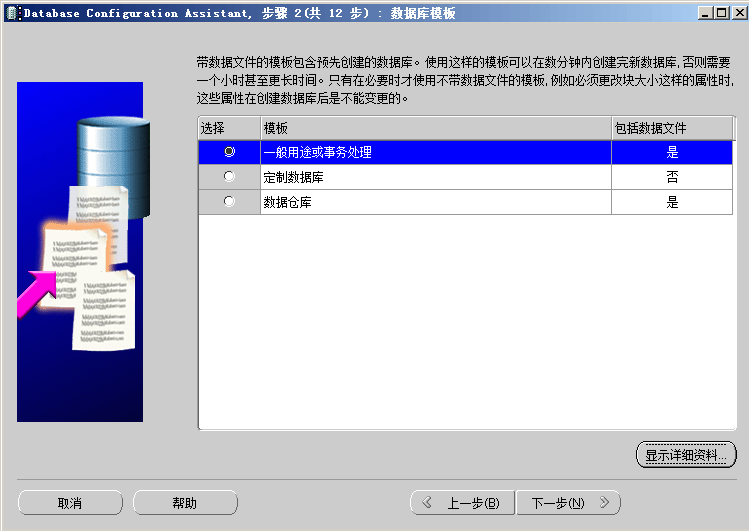 Database Configuration Assistant, 步骤 2(共 12 步) : 数据库模板
带数据文件的模板包含预先创建的数据库。使用这样的模板可以在数分钟内创建完新数据库,否则需要
一个小时甚至更长时间。只有在必要时才使用不带数据文件的模板,例如必须更改块大小这样的属性时,
这些属性在创建数据库后是不能变更的。
选择 模板 包括数据文件
一般用途或事务处理 是
定制数据库 否
数据仓库 是
显示详细资料...
取消 帮助 上一步(B) 下一步(N)